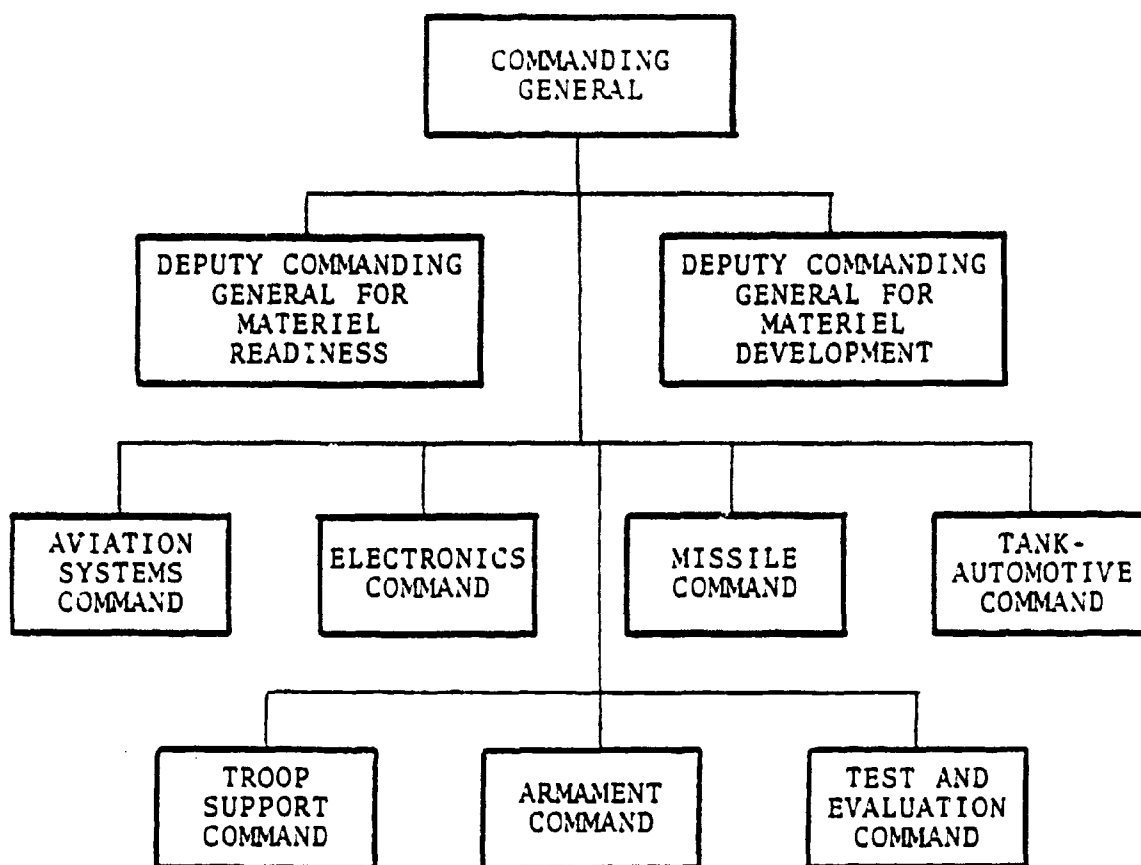 COMMANDING
GENERAL
DEPUTY COMMANDING
GENERAL FOR
MATERIEL
READINESS
DEPUTY COMMANDING
GENERAL FOR
MATERIEL
DEVELOPMENT
AVIATION
SYSTEMS
COMMAND
ELECTRONICS
COMMAND
MISSILE
COMMAND
TANK-
AUTOMOTIVE
COMMAND
TROOP
SUPPORT
COMMAND
ARMAMENT
COMMAND
TEST AND
EVALUATION
COMMAND